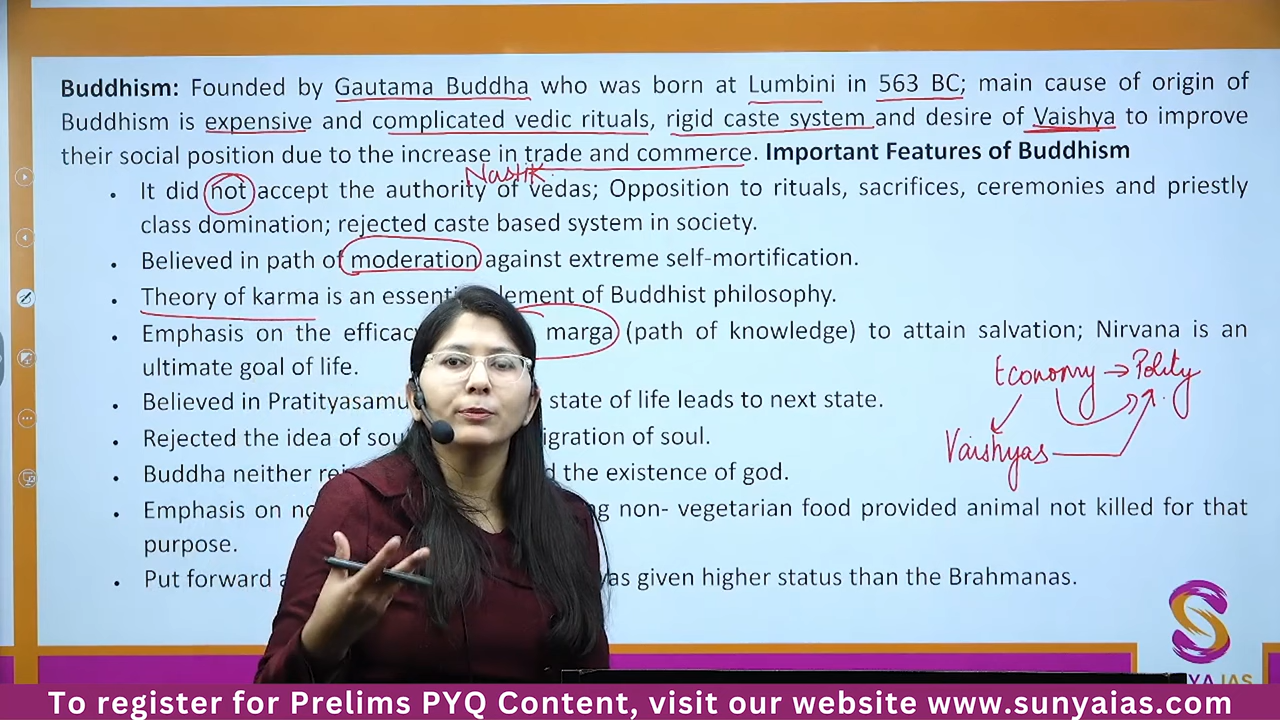 Buddhism: Founded by Gautama Buddha who was born at Lumbini in 563 BC; main cause of origin of
Buddhism is expensive and complicated vedic rituals, rigid caste system and desire of Vaishya to improve
their social position due to the increase in trade and commerce. Important Features of Buddhism
Nastik
• It did not accept the authority of vedas; Opposition to rituals, sacrifices, ceremonies and priestly
class domination; rejected caste based system in society.
• Believed in path of moderation against extreme self-mortification.
• Theory of karma is an essenti lement of Buddhist philosophy.
• Emphasis on the efficac marga (path of knowledge) to attain salvation; Nirvana is an
ultimate goal of life.
Economy → Polity
• Believed in Pratityasamu state of life leads to next state.
• Rejected the idea of sou igration of soul.
Vaishyas
• Buddha neither rej d the existence of god.
• Emphasis on no g non- vegetarian food provided animal not killed for that
purpose.
• Put forward a as given higher status than the Brahmanas.
S
YA IAS
To register for Prelims PYQ Content, visit our website www.sunyaias.com